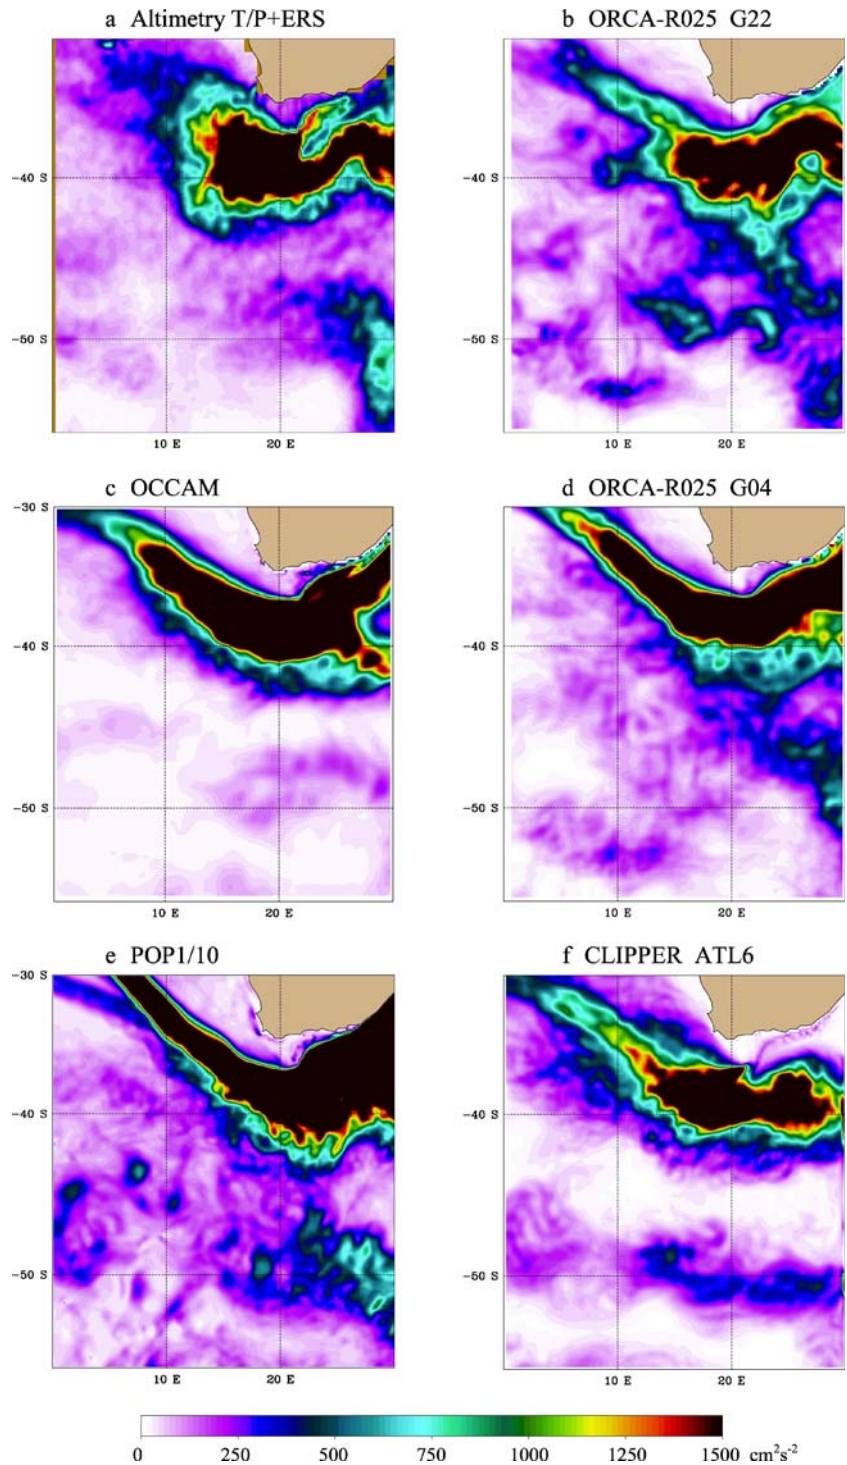 a Altimetry T/P+ERS
b ORCA-R025 G22
−40 S
−50 S
10 E 20 E
−40 S
−50 S
10 E 20 E
c OCCAM
d ORCA-R025 G04
−30 S
−40 S
−50 S
10 E 20 E
−30 S
−40 S
−50 S
10 E 20 E
e POP1/10
f CLIPPER ATL6
−30 S
−40 S
−50 S
10 E 20 E
−30 S
−40 S
−50 S
10 E 20 E
0 250 500 750 1000 1250 1500 cm²s⁻²